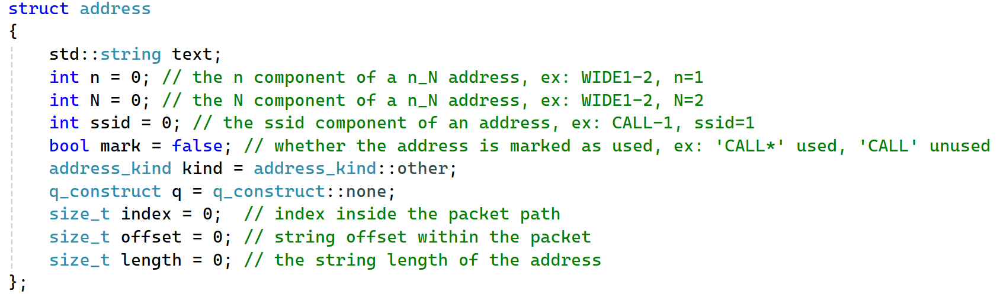 struct address
{
    std::string text;
    int n = 0; // the n component of a n_N address, ex: WIDE1-2, n=1
    int N = 0; // the N component of a n_N address, ex: WIDE1-2, N=2
    int ssid = 0; // the ssid component of an address, ex: CALL-1, ssid=1
    bool mark = false; // whether the address is marked as used, ex: 'CALL*' used, 'CALL' unused
    address_kind kind = address_kind::other;
    q_construct q = q_construct::none;
    size_t index = 0;  // index inside the packet path
    size_t offset = 0; // string offset within the packet
    size_t length = 0; // the string length of the address
};